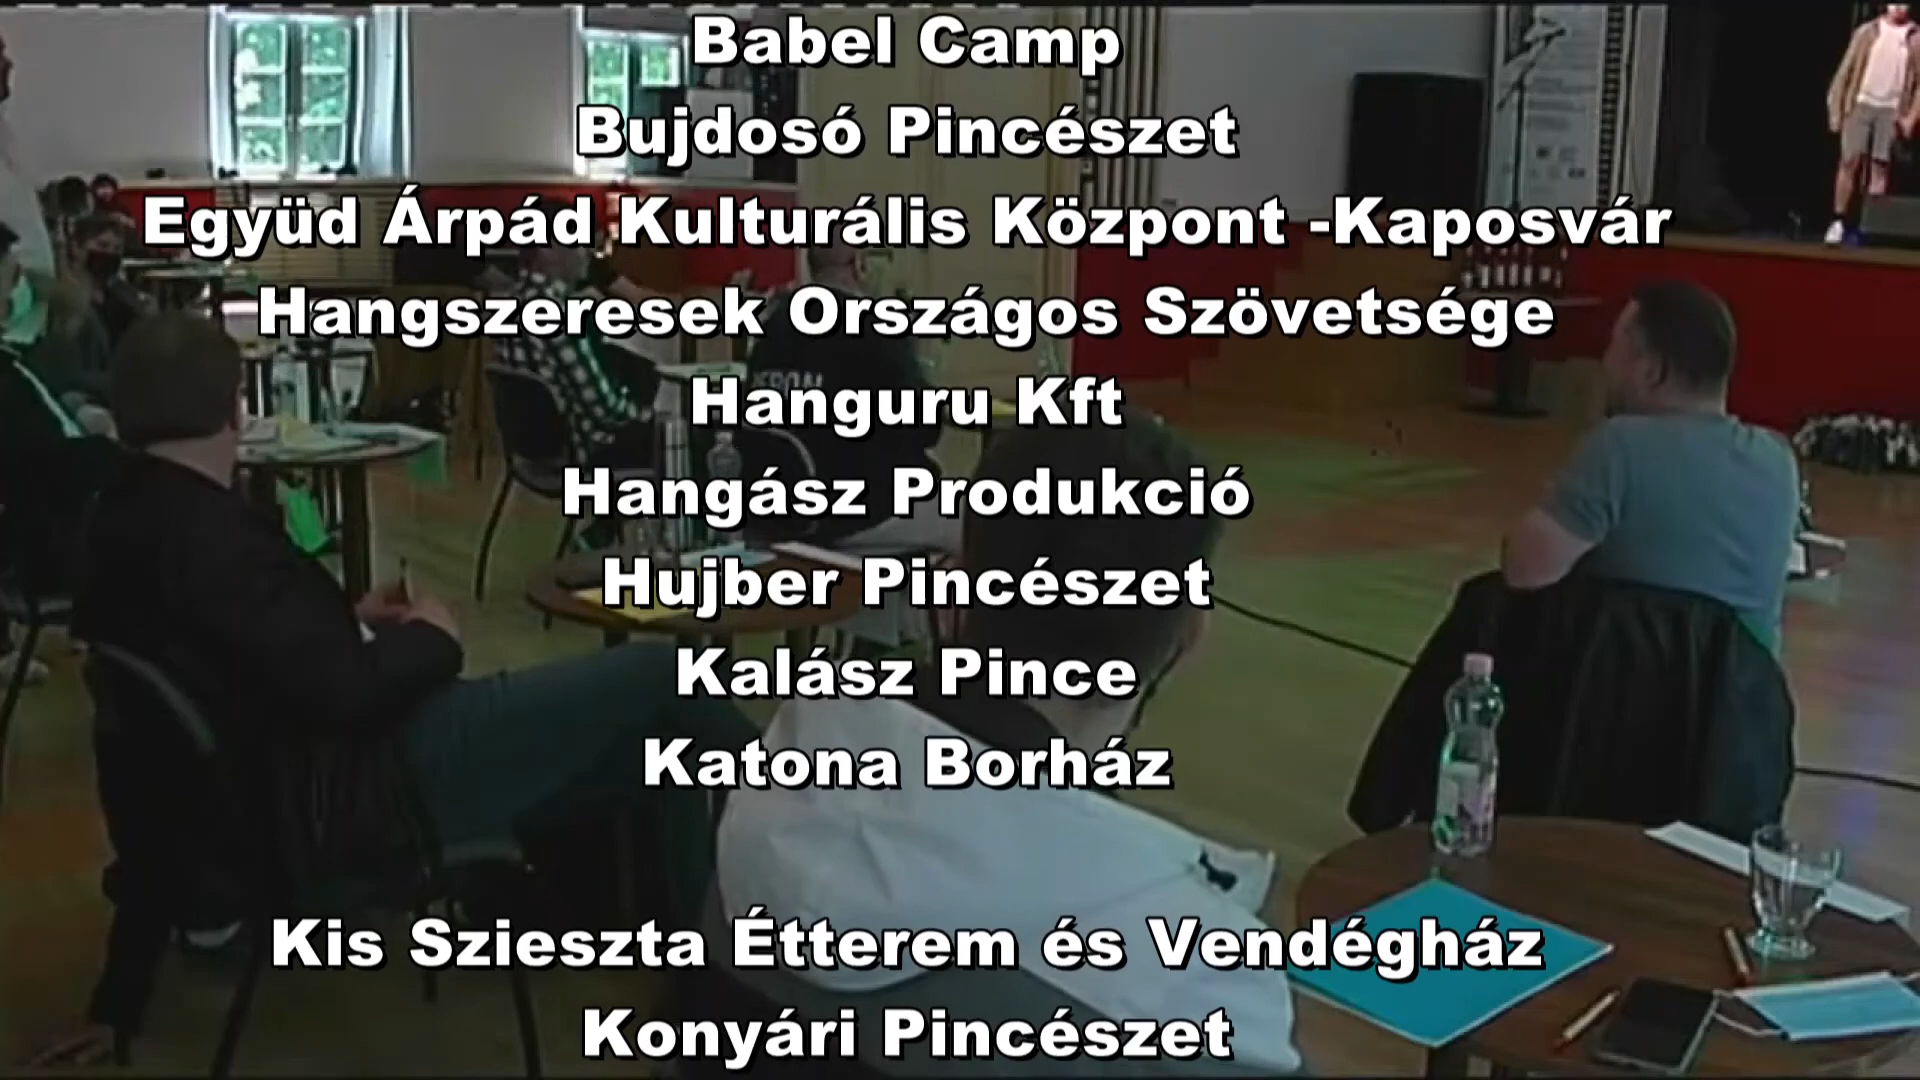 Babel Camp
Bujdosó Pincészet
Együd Árpád Kulturális Központ -Kaposvár
Hangszeresek Országos Szövetsége
Hanguru Kft
Hangász Produkció
Hujber Pincészet
Kalász Pince
Katona Borház
Kis Szieszta Étterem és Vendégház
Konyári Pincészet